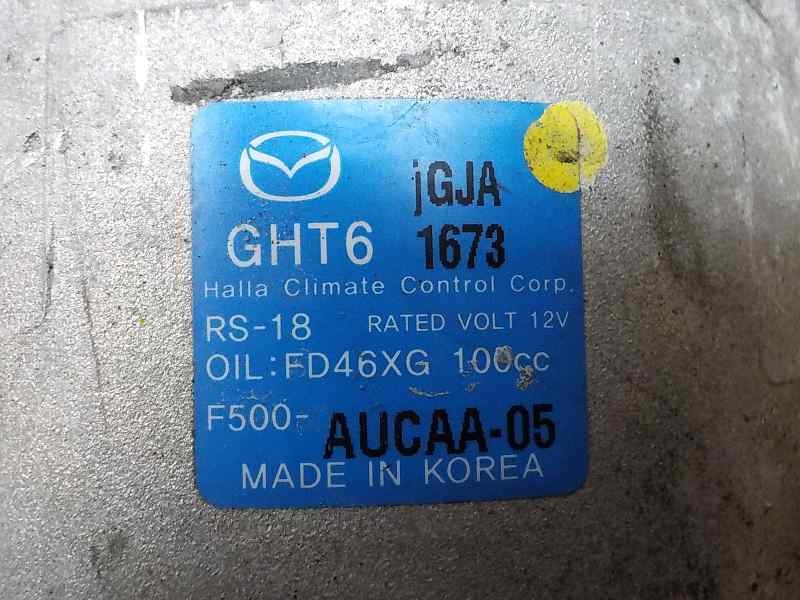 jGJA
GHT6 1673
Halla Climate Control Corp.
RS-18 RATED VOLT 12V
OIL:FD46XG 100cc
F500-AUCAA-05
MADE IN KOREA